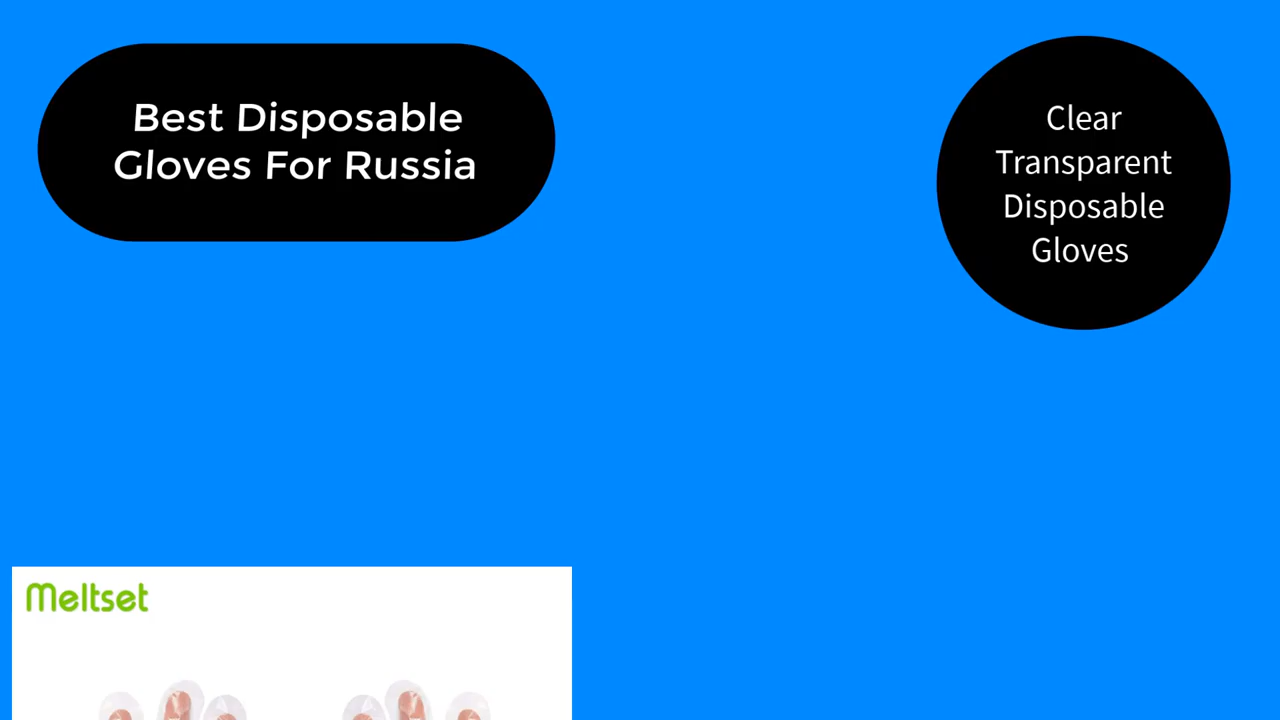 Best Disposable
Gloves For Russia
Clear
Transparent
Disposable
Gloves
Meltset